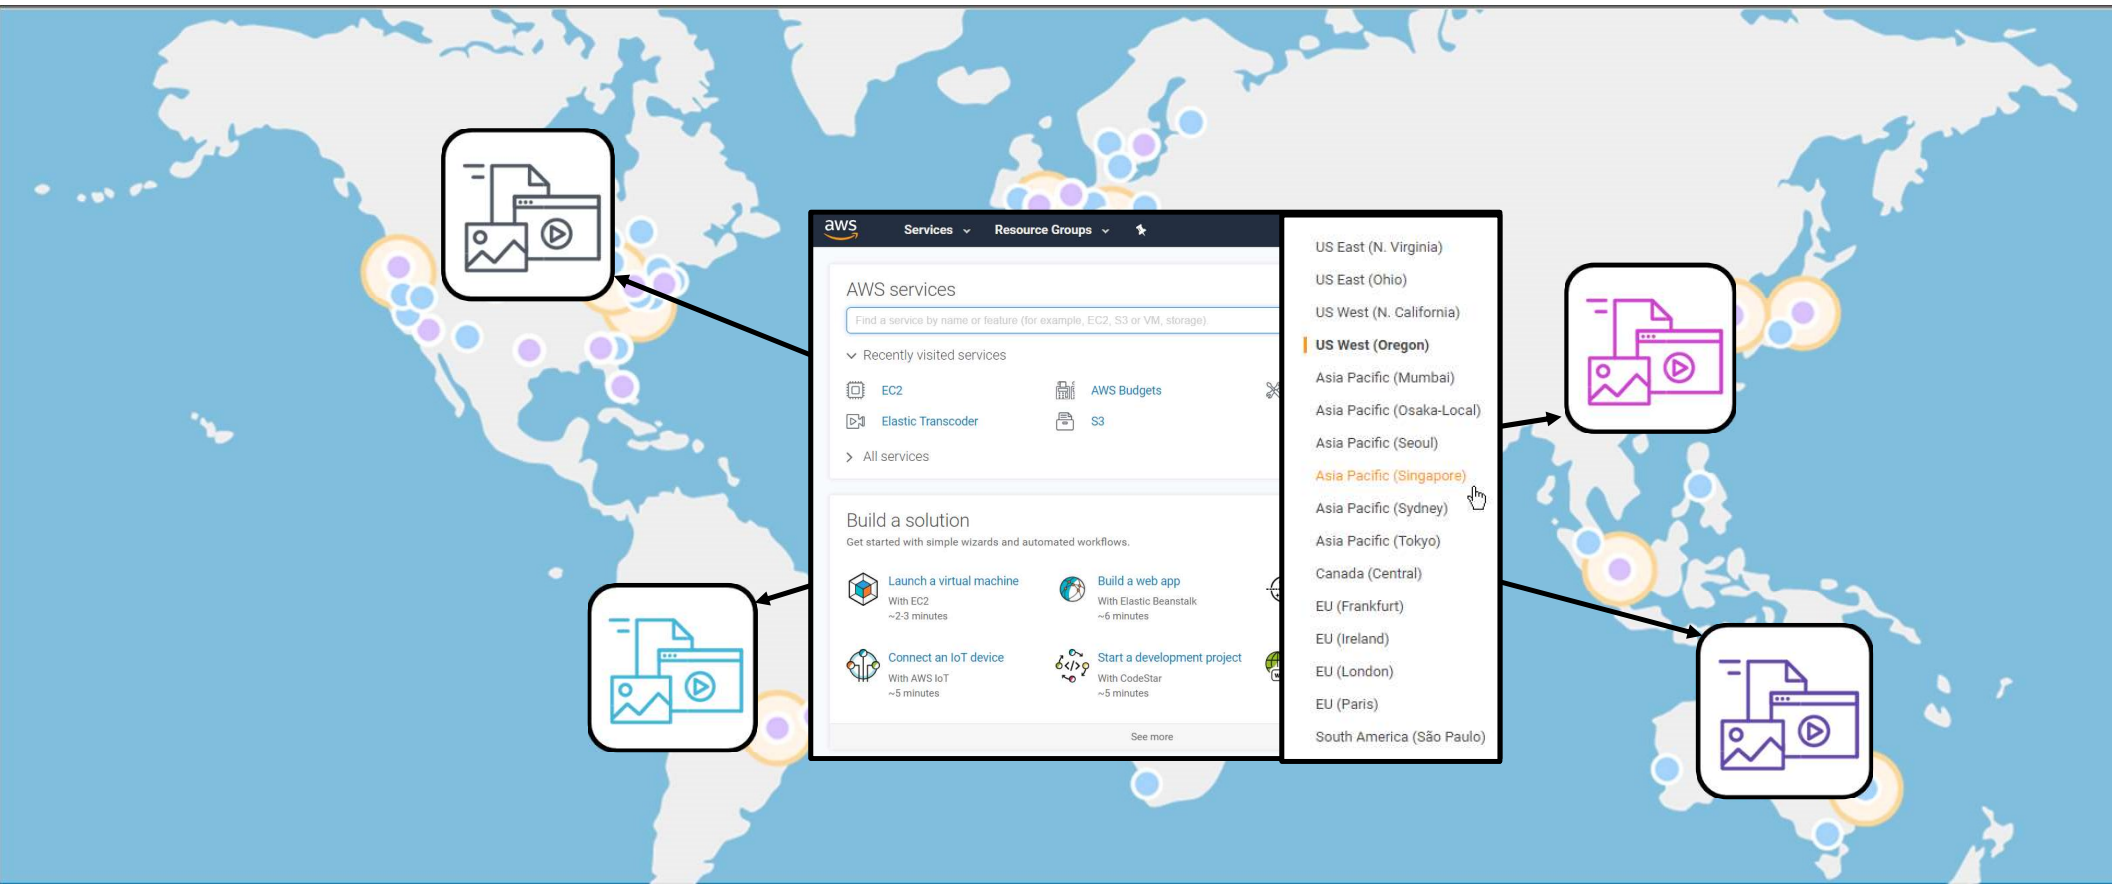 aws
Services
Resource Groups
AWS services
Find a service by name or feature (for example, EC2, S3 or VM, storage).
Recently visited services
EC2
AWS Budgets
Elastic Transcoder
S3
All services
Build a solution
Get started with simple wizards and automated workflows.
Launch a virtual machine
With EC2
~2-3 minutes
Build a web app
With Elastic Beanstalk
~6 minutes
Connect an IoT device
With AWS IoT
~5 minutes
Start a development project
With CodeStar
~5 minutes
See more
US East (N. Virginia)
US East (Ohio)
US West (N. California)
US West (Oregon)
Asia Pacific (Mumbai)
Asia Pacific (Osaka-Local)
Asia Pacific (Seoul)
Asia Pacific (Singapore)
Asia Pacific (Sydney)
Asia Pacific (Tokyo)
Canada (Central)
EU (Frankfurt)
EU (Ireland)
EU (London)
EU (Paris)
South America (São Paulo)